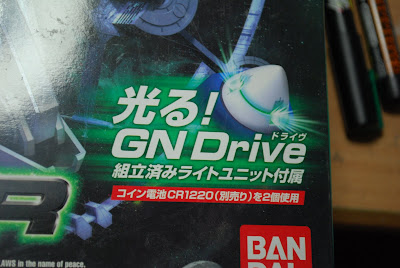 光る!
ドライヴ
GN Drive
組立済みライトユニット付属
コイン電池CR1220(別売り)を2個使用
R
BAN
DAI
LAWS in the name of peace.